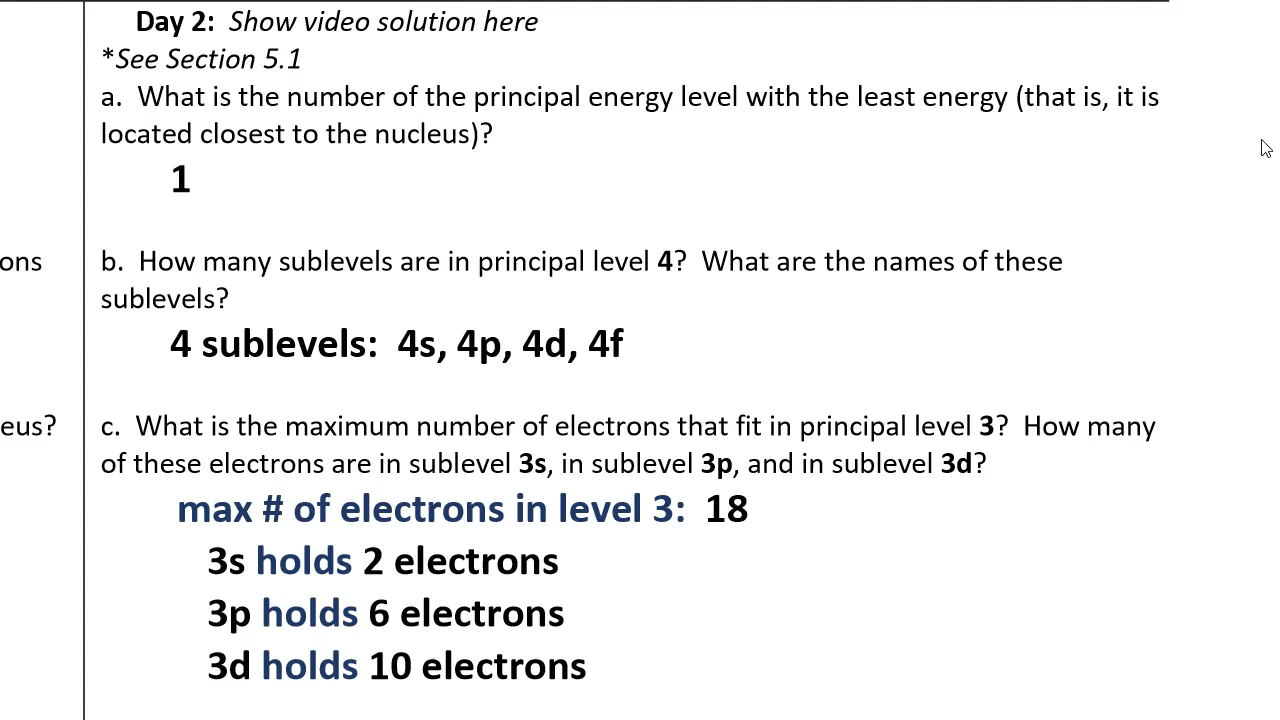 Day 2: Show video solution here
*See Section 5.1
a. What is the number of the principal energy level with the least energy (that is, it is
located closest to the nucleus)?
1
ons
b. How many sublevels are in principal level 4? What are the names of these
sublevels?
4 sublevels: 4s, 4p, 4d, 4f
eus?
c. What is the maximum number of electrons that fit in principal level 3? How many
of these electrons are in sublevel 3s, in sublevel 3p, and in sublevel 3d?
max # of electrons in level 3: 18
3s holds 2 electrons
3p holds 6 electrons
3d holds 10 electrons